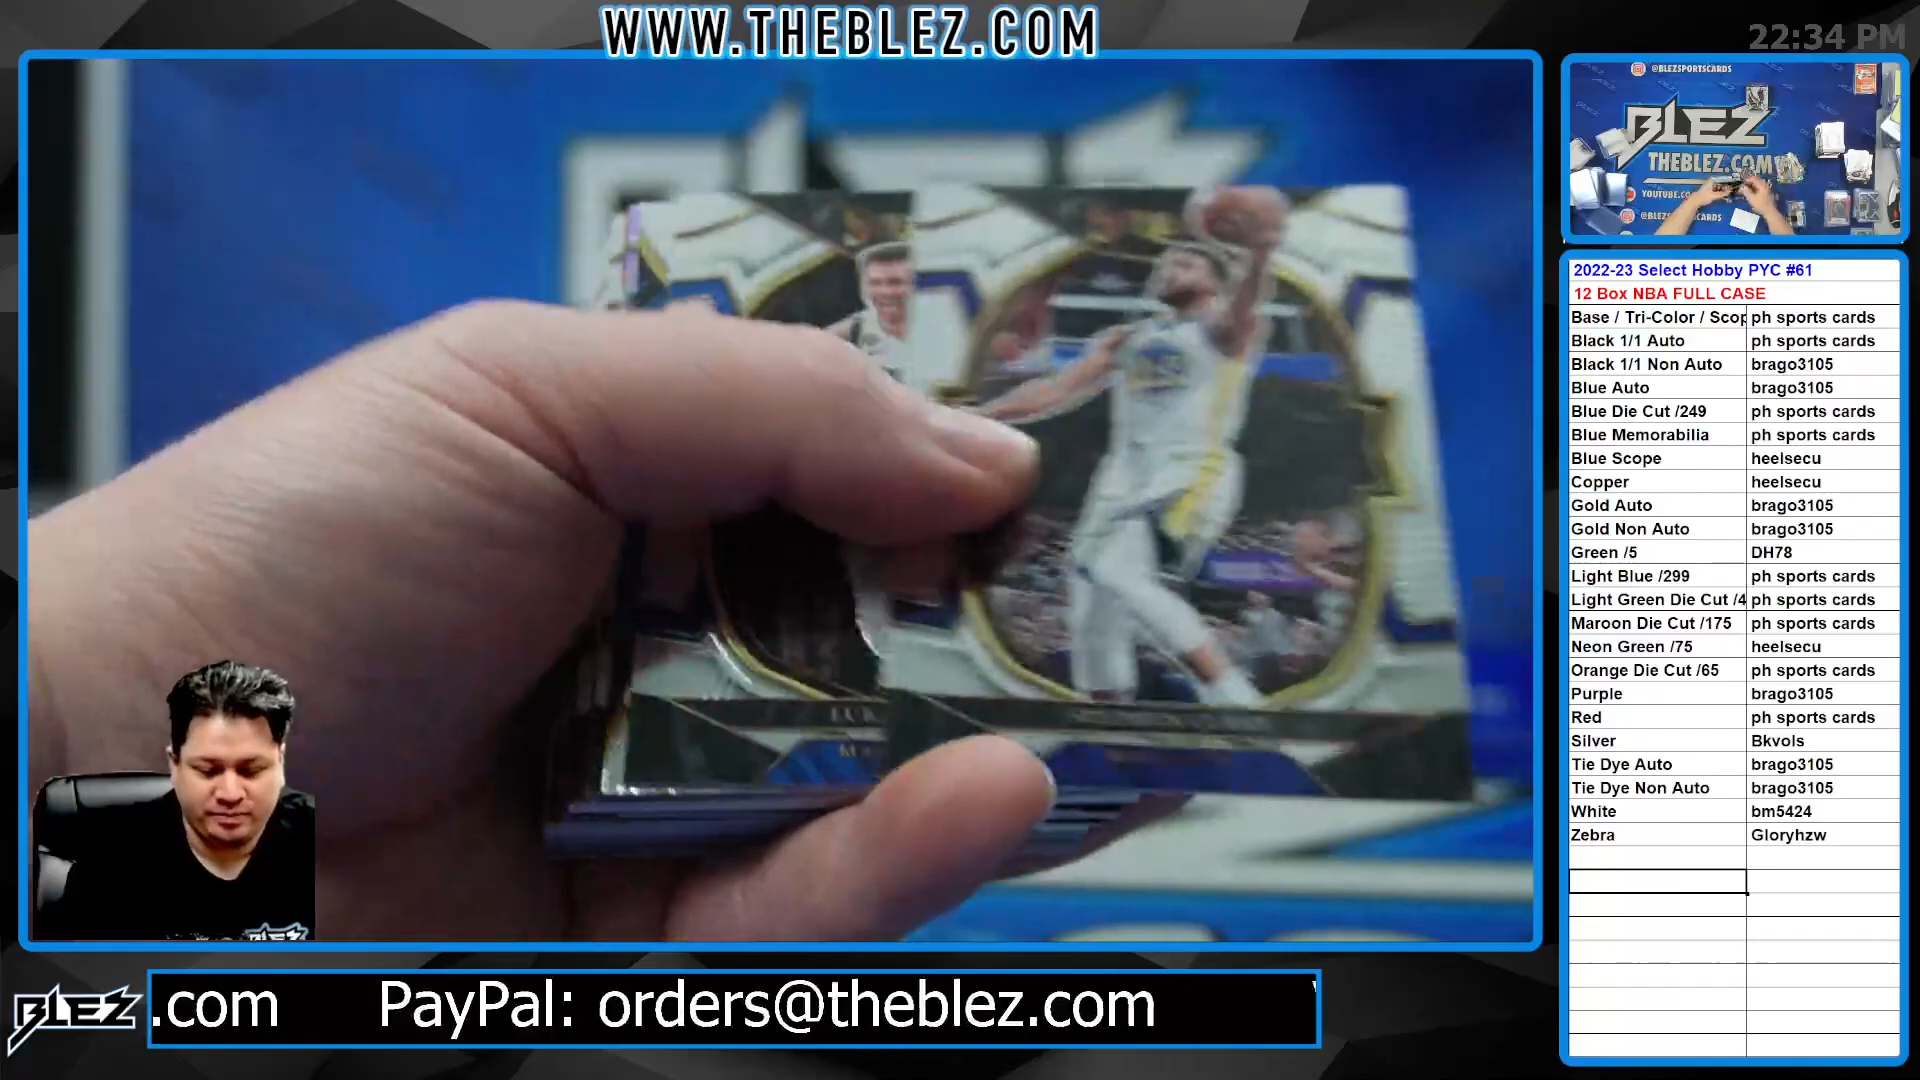 WWW.THEBLEZ.COM
22:34 PM
@BLEZSPORTSCARDS
BLEZ
THEBLEZ.COM
2022-23 Select Hobby PYC #61
12 Box NBA FULL CASE
Base / Tri-Color / Scop ph sports cards
Black 1/1 Auto ph sports cards
Black 1/1 Non Auto brago3105
Blue Auto brago3105
Blue Die Cut /249 ph sports cards
Blue Memorabilia ph sports cards
Blue Scope heelsecu
Copper heelsecu
Gold Auto brago3105
Gold Non Auto brago3105
Green /5 DH78
Light Blue /299 ph sports cards
Light Green Die Cut /4 ph sports cards
Maroon Die Cut /175 ph sports cards
Neon Green /75 heelsecu
Orange Die Cut /65 ph sports cards
Purple brago3105
Red ph sports cards
Silver Bkvols
Tie Dye Auto brago3105
Tie Dye Non Auto brago3105
White bm5424
Zebra Gloryhzw
BLEZ
.com PayPal: orders@theblez.com